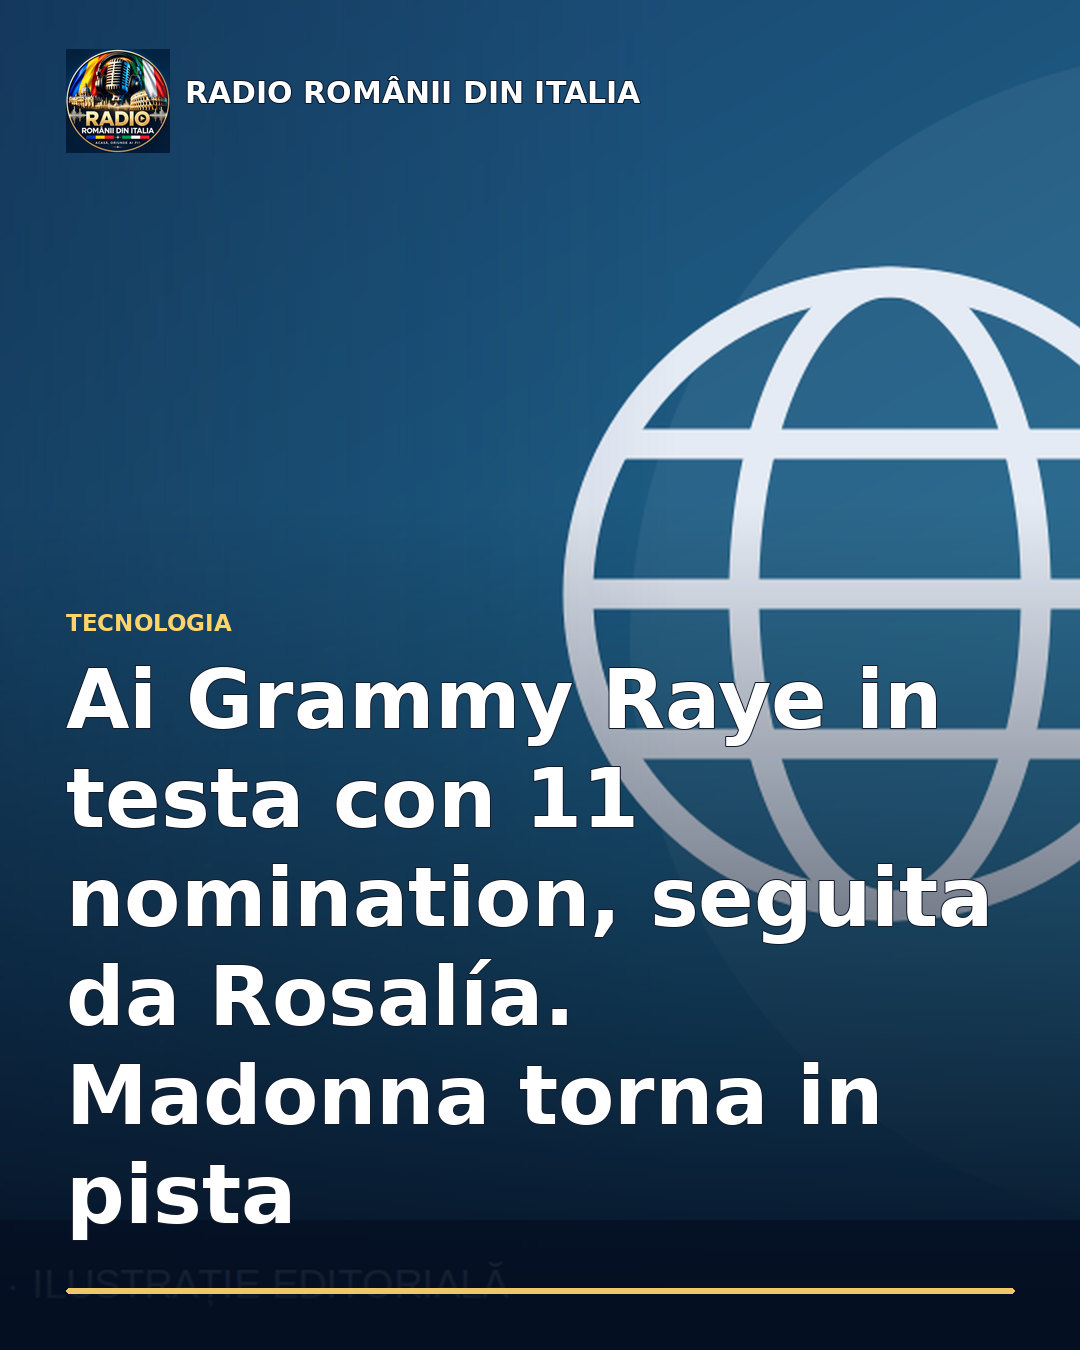 RADIO
ROMÂNII DIN ITALIA
RADIO ROMÂNII DIN ITALIA
TECNOLOGIA
Ai Grammy Raye in
testa con 11
nomination, seguita
da Rosalía.
Madonna torna in
pista
· ILUSTRAȚIE EDITORIALĂ